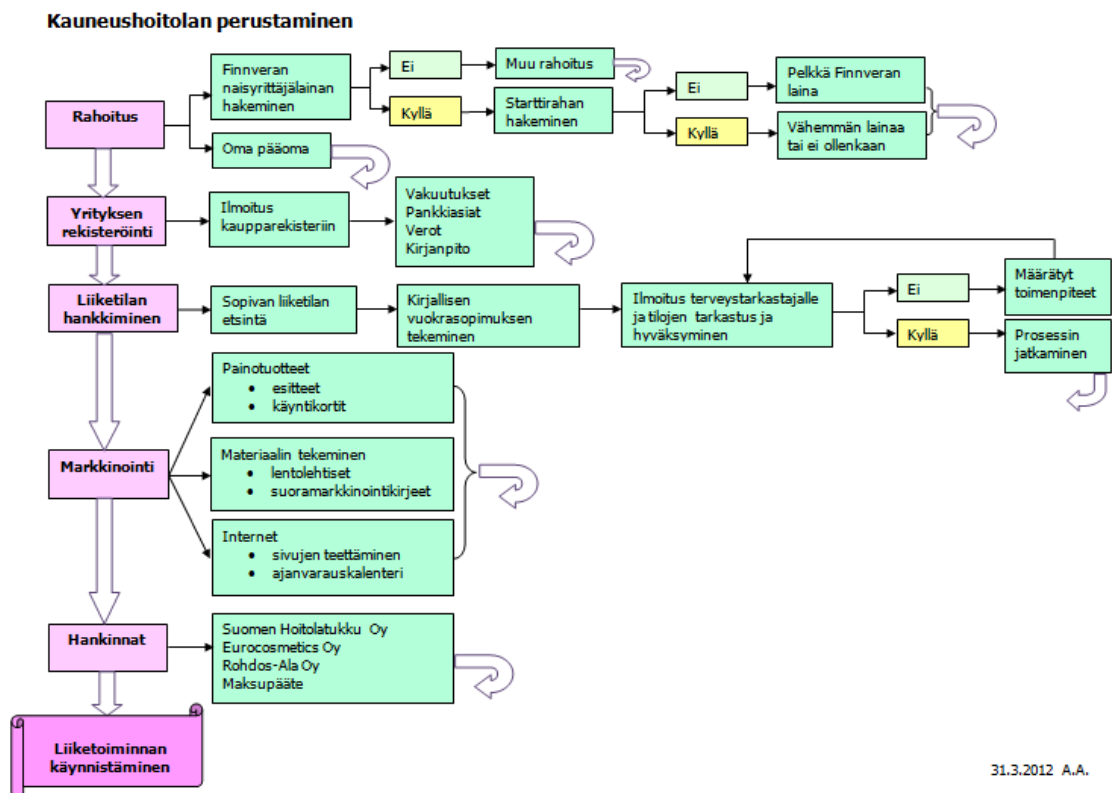 Kauneushoitolan perustaminen
Rahoitus
Finnveran
naisyrittäjälainan
hakeminen
Ei
Muu rahoitus
Kyllä
Starttirahan
hakeminen
Ei
Pelkkä Finnveran
laina
Kyllä
Vähemmän lainaa
tai ei ollenkaan
Oma pääoma
Yrityksen
rekisteröinti
Ilmoitus
kaupparekisteriin
Vakuutukset
Pankkiasiat
Verot
Kirjanpito
Liiketilan
hankkiminen
Sopivan liiketilan
etsintä
Kirjallisen
vuokrasopimuksen
tekeminen
Ilmoitus terveystarkastajalle
ja tilojen tarkastus ja
hyväksyminen
Ei
Määrätyt
toimenpiteet
Kyllä
Prosessin
jatkaminen
Markkinointi
Painotuotteet
• esitteet
• käyntikortit
Materiaalin tekeminen
• lentolehtiset
• suoramarkkinointikirjeet
Internet
• sivujen teettäminen
• ajanvarauskalenteri
Hankinnat
Suomen Hoitolatukku Oy
Eurocosmetics Oy
Rohdos-Ala Oy
Maksupääte
Liiketoiminnan
käynnistäminen
31.3.2012 A.A.